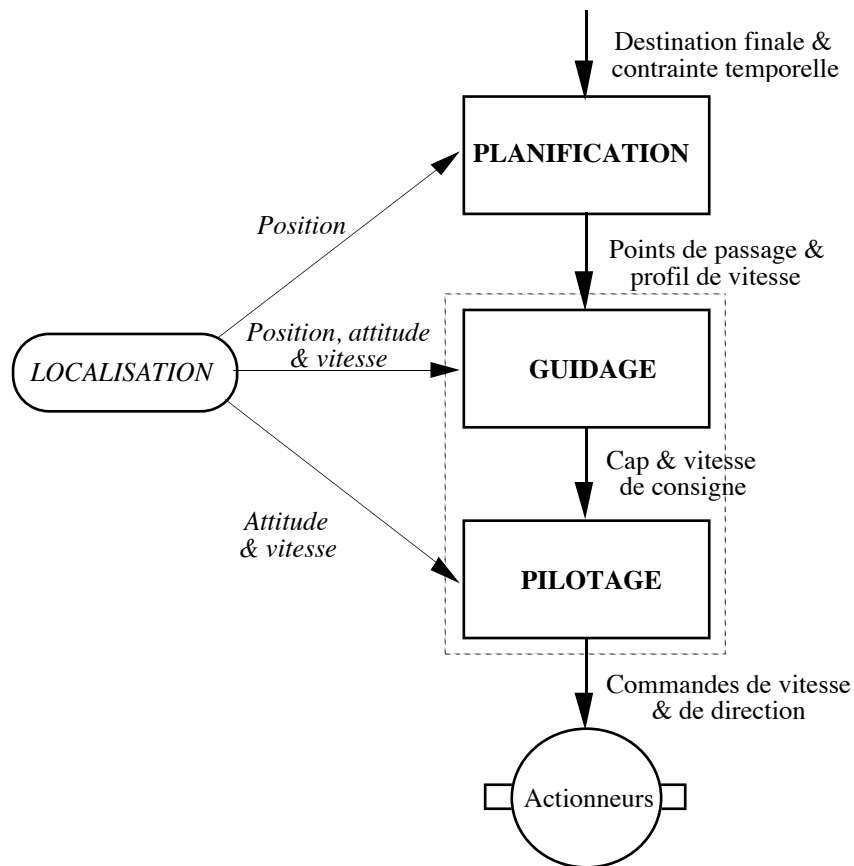 Destination finale &
contrainte temporelle
PLANIFICATION
Position
Points de passage &
profil de vitesse
Position, attitude
& vitesse
LOCALISATION
GUIDAGE
Cap & vitesse
de consigne
Attitude
& vitesse
PILOTAGE
Commandes de vitesse
& de direction
Actionneurs